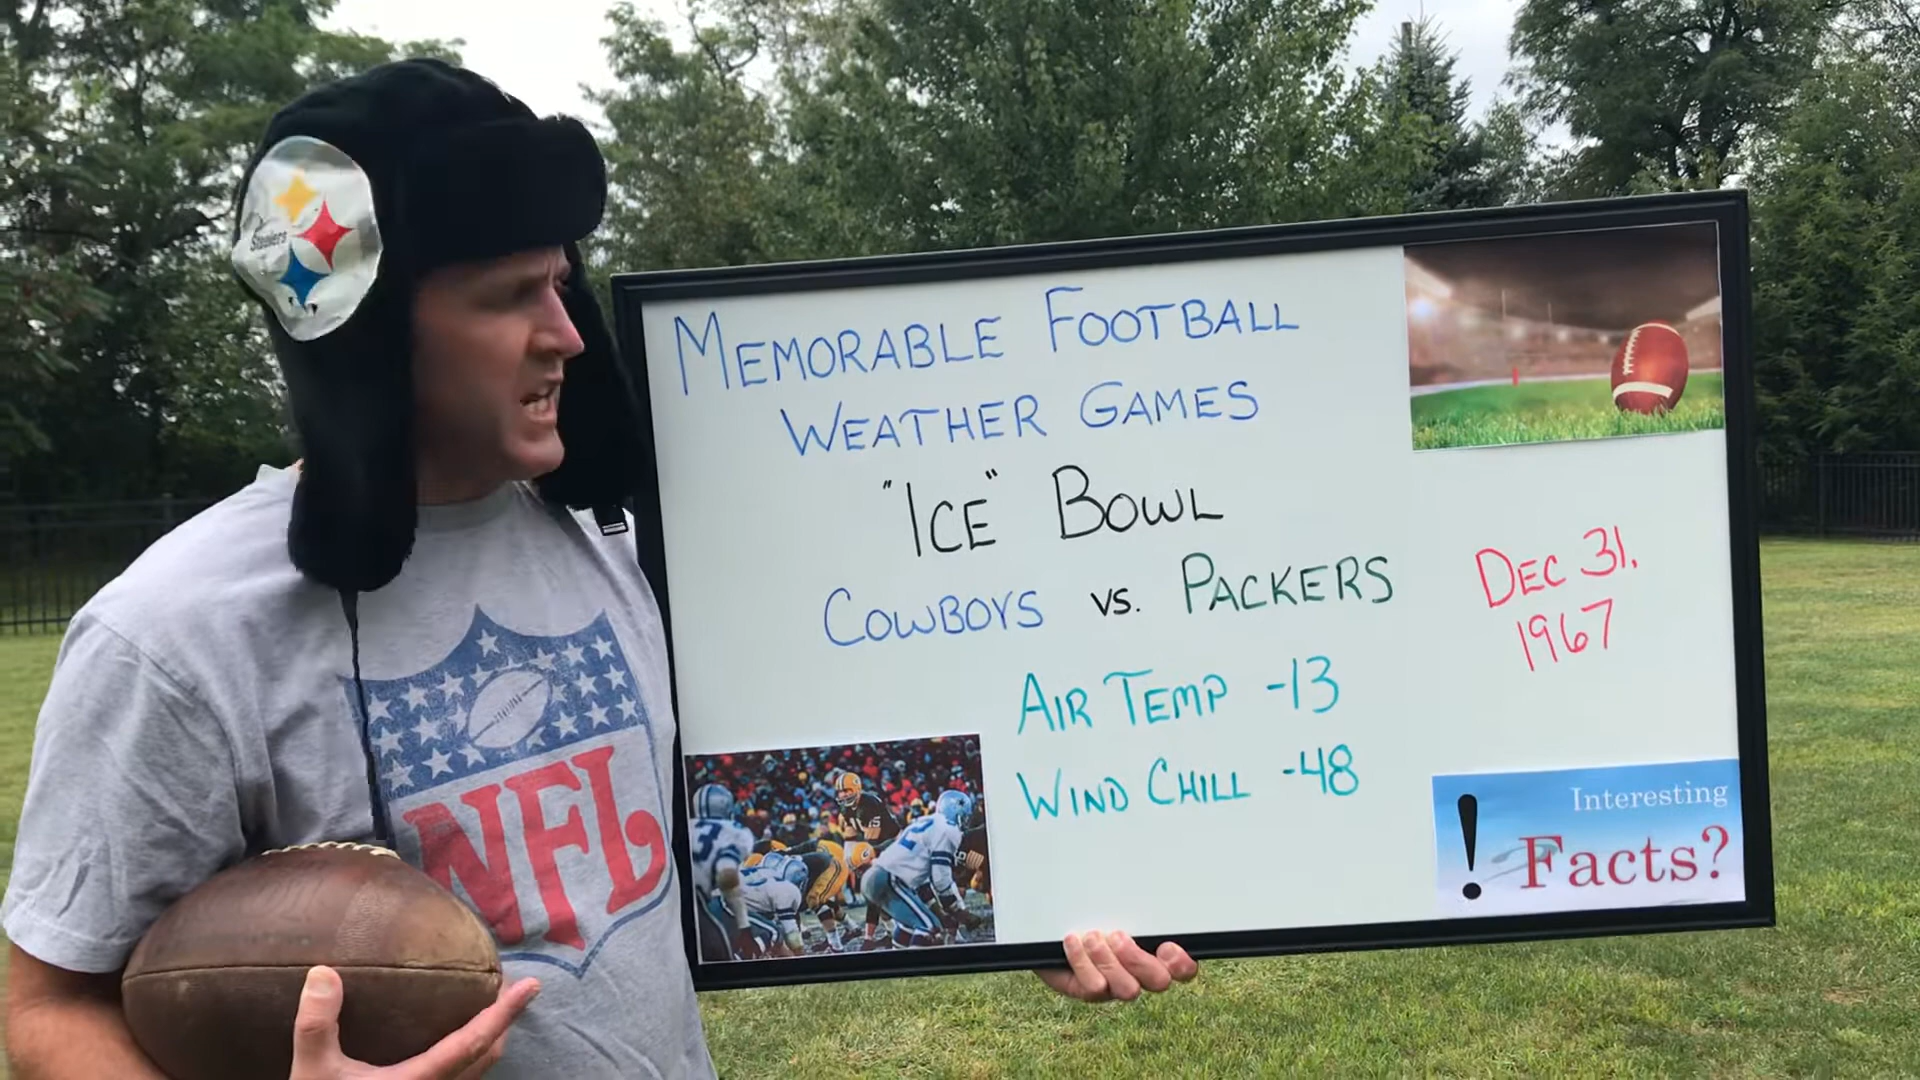 Steelers
MEMORABLE FOOTBALL
WEATHER GAMES
"ICE" BOWL
COWBOYS vs. PACKERS
DEC 31,
1967
AIR TEMP -13
WIND CHILL -48
NFL
15
! Interesting
Facts?